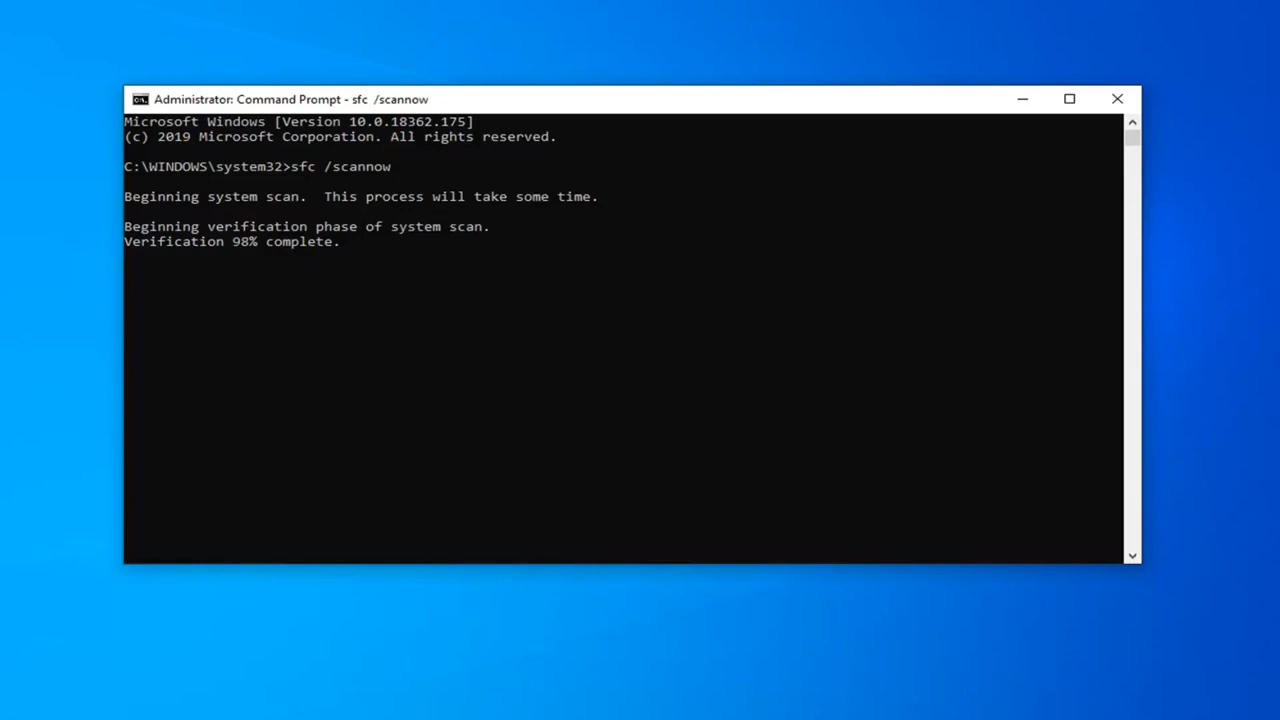 Administrator: Command Prompt - sfc  /scannow
Microsoft Windows [Version 10.0.18362.175]
(c) 2019 Microsoft Corporation. All rights reserved.
C:\WINDOWS\system32>sfc /scannow
Beginning system scan.  This process will take some time.
Beginning verification phase of system scan.
Verification 98% complete.